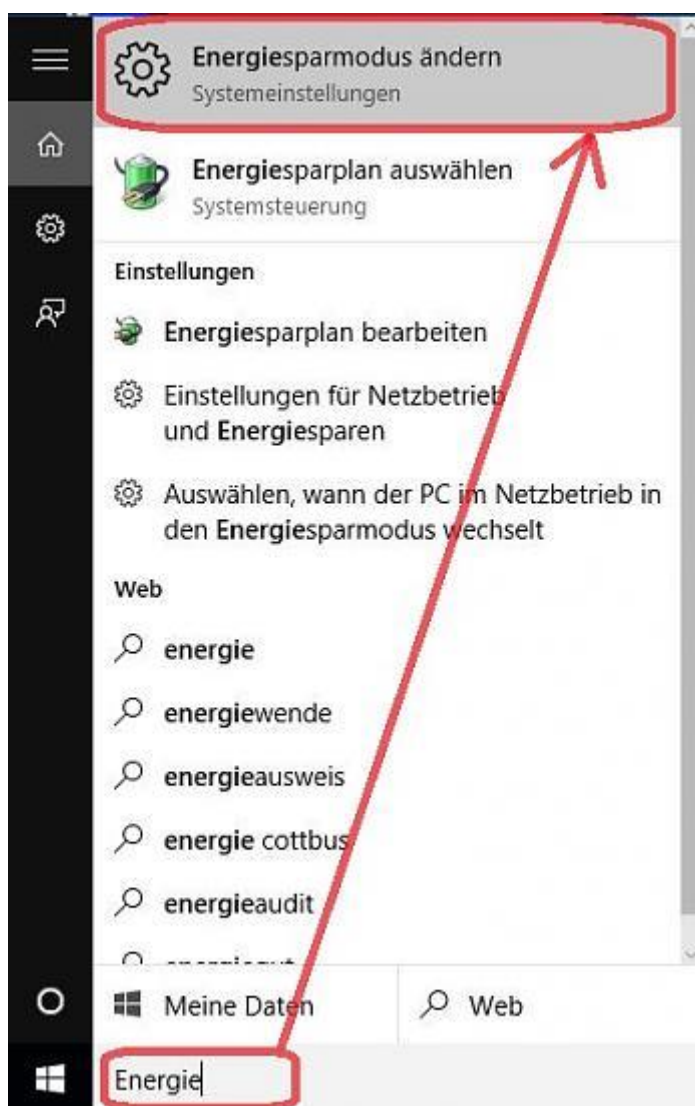 Energiesparmodus ändern
Systemeinstellungen
Energiesparplan auswählen
Systemsteuerung
Einstellungen
Energiesparplan bearbeiten
Einstellungen für Netzbetrieb
und Energiesparen
Auswählen, wann der PC im Netzbetrieb in
den Energiesparmodus wechselt
Web
energie
energiewende
energieausweis
energie cottbus
energieaudit
Meine Daten
Web
Energie